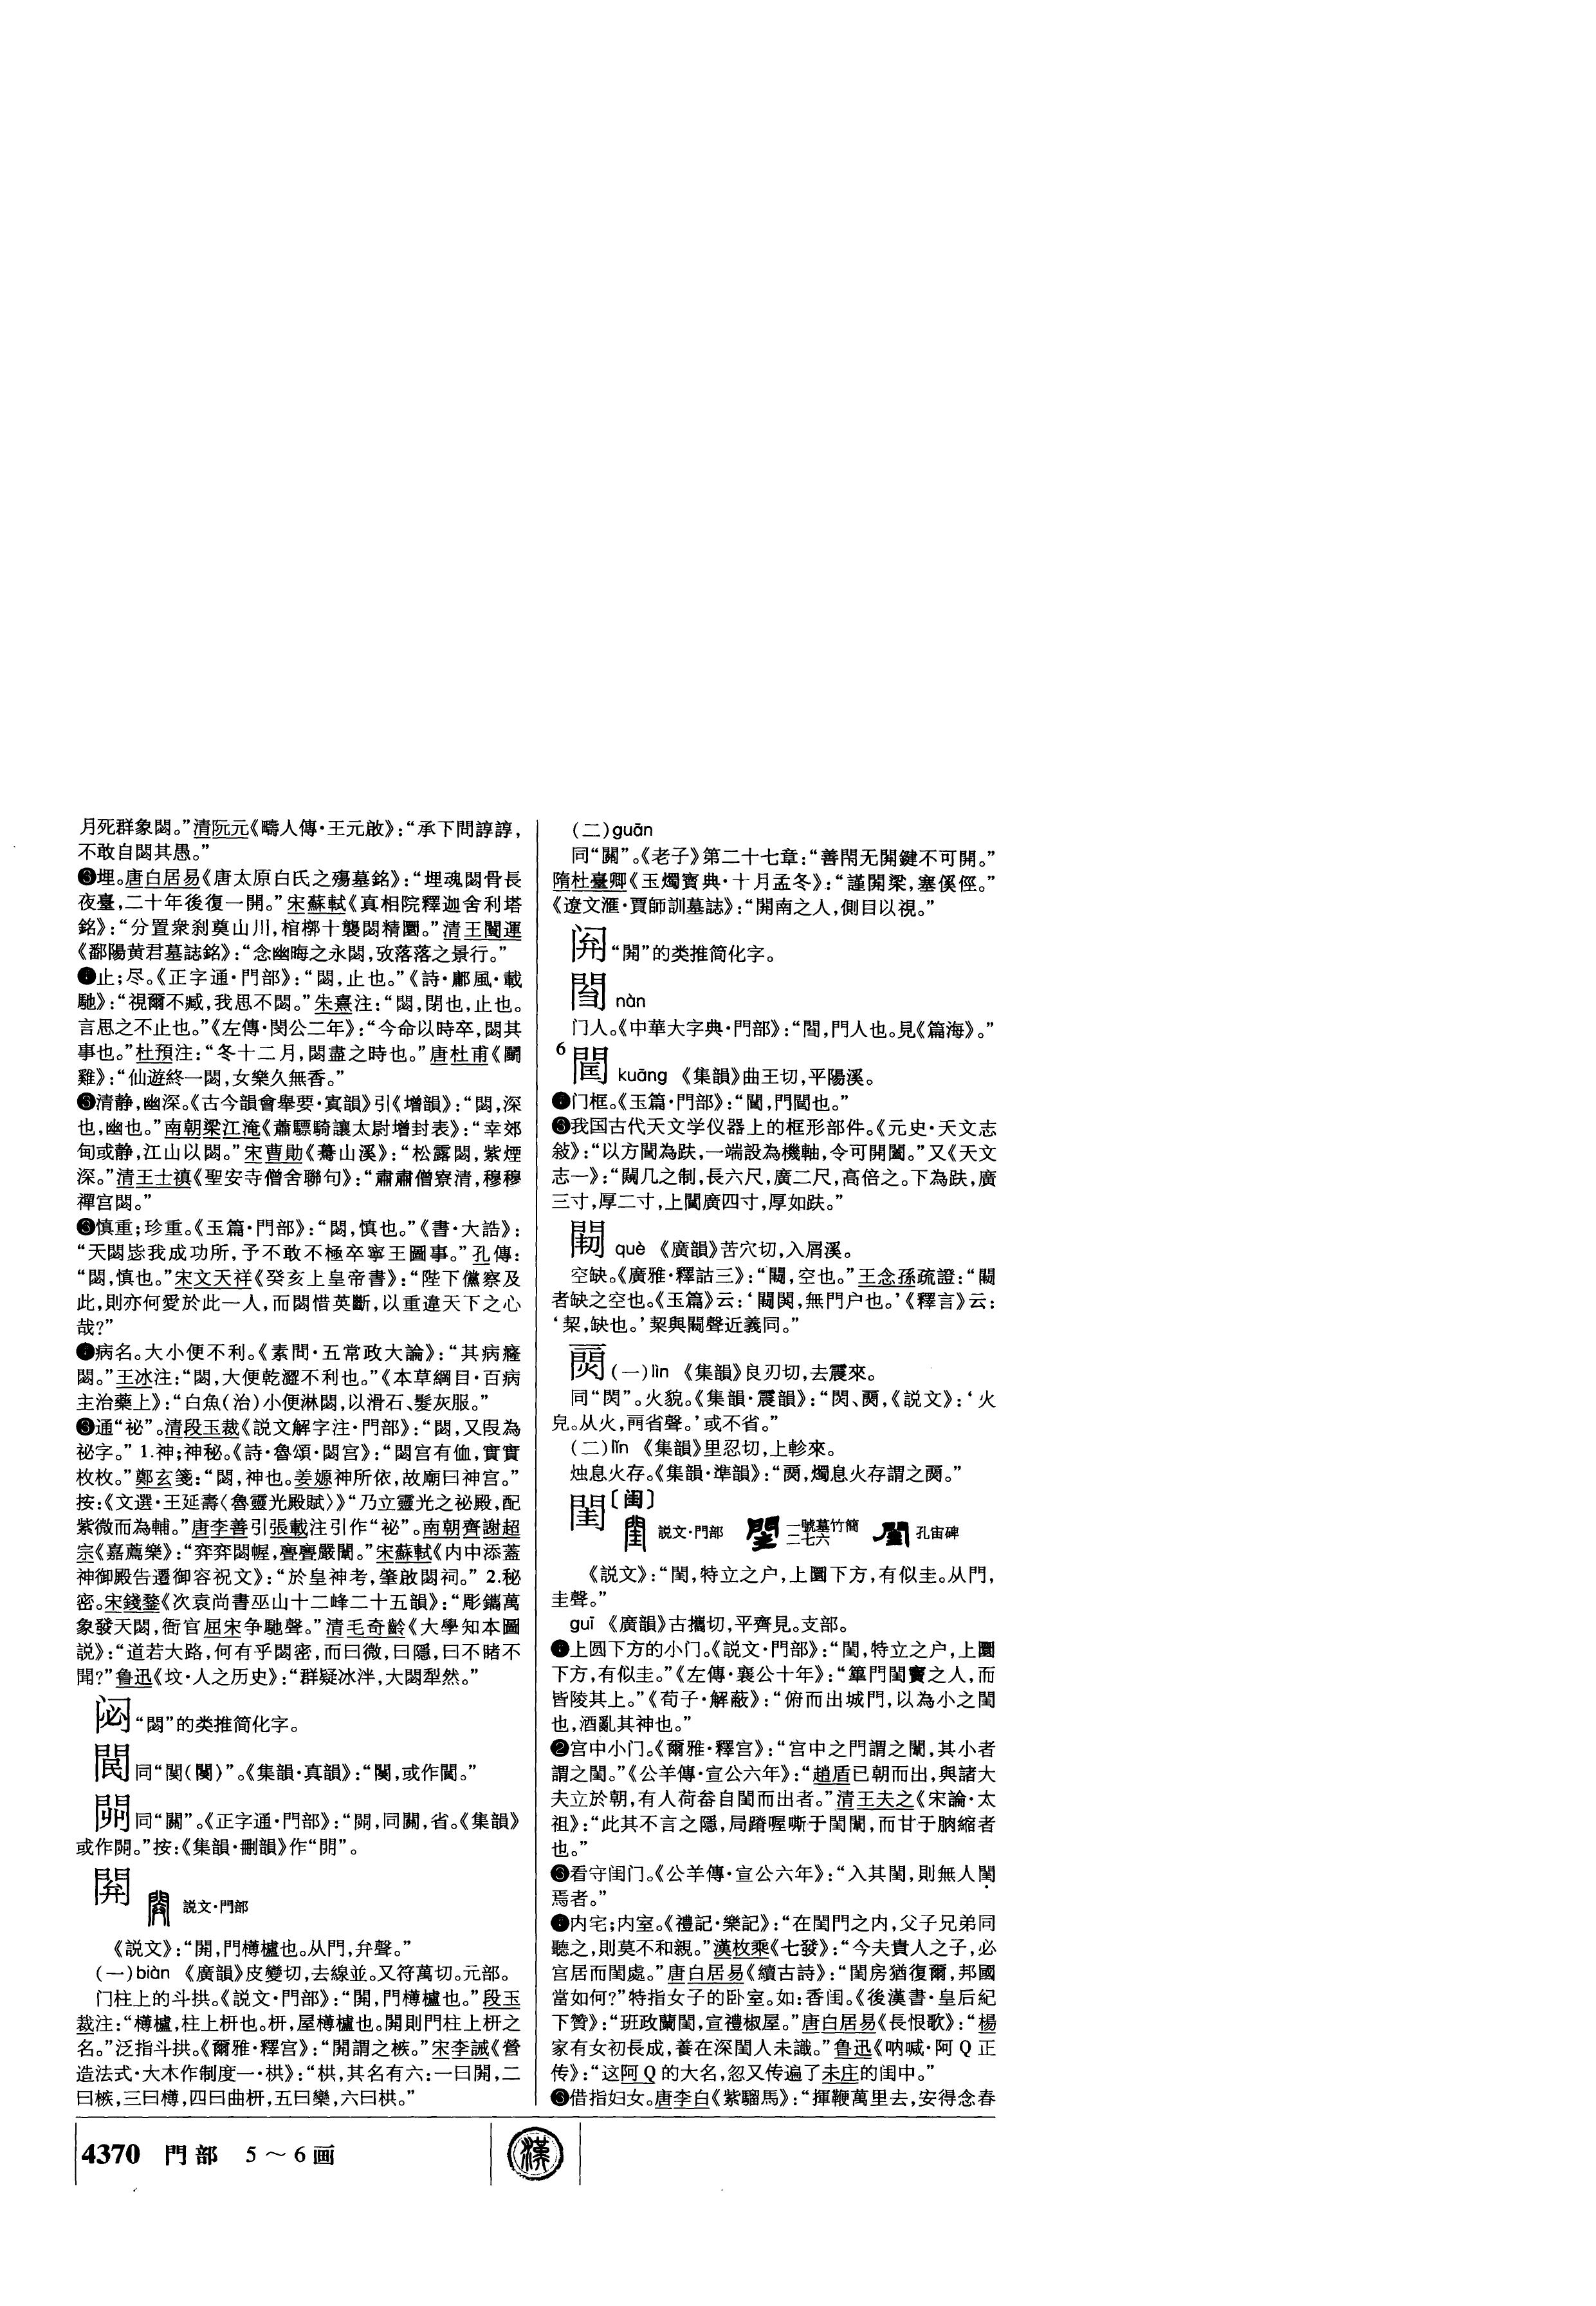 月死群象閟。”清阮元《疇人傳·王元啟》：“承下問諄諄，
不敢自閟其愚。”
❸埋。唐白居易《唐太原白氏之殤墓銘》：“埋魂閟骨長
夜臺，二十年後復一開。”宋蘇軾《真相院釋迦舍利塔
銘》：“分置衆刹奠山川，棺槨十襲閟精圜。”清王闓運
《鄱陽黄君墓誌銘》：“念幽晦之永閟，攷落落之景行。”
止；尽。《正字通·門部》：“閟，止也。”《詩·鄘風·載
馳》：“視爾不臧，我思不閟。”朱熹注：“閟，閉也，止也。
言思之不止也。”《左傳·閔公二年》：“今命以時卒，閟其
事也。”杜預注：“冬十二月，閟盡之時也。”唐杜甫《鬭
雞》：“仙遊終一閟，女樂久無香。”
清静，幽深。《古今韻會舉要·寘韻》引《增韻》：“閟，深
也，幽也。”南朝梁江淹《蕭驃騎讓太尉增封表》：“幸郊
甸或静，江山以閟。”宋曹勛《驀山溪》：“松露閟，紫煙
深。”清王士禛《聖安寺僧舍聯句》：“肅肅僧寮清，穆穆
禪宫閟。”
慎重；珍重。《玉篇·門部》：“閟，慎也。”《書·大誥》：
“天閟毖我成功所，予不敢不極卒寧王圖事。”孔傳：
“閟，慎也。”宋文天祥《癸亥上皇帝書》：“陛下儻察及
此，則亦何愛於此一人，而閟惜英斷，以重違天下之心
哉？”
病名。大小便不利。《素問·五常政大論》：“其病癃
閟。”王冰注：“閟，大便乾澀不利也。”《本草綱目·百病
主治藥上》：“白魚（治）小便淋閟，以滑石、髮灰服。”
通“祕”。清段玉裁《説文解字注·門部》：“閟，又叚為
祕字。”1.神；神秘。《詩·魯頌·閟宫》：“閟宫有侐，實實
枚枚。”鄭玄箋：“閟，神也。姜嫄神所依，故廟曰神宫。”
按：《文選·王延壽〈魯靈光殿賦〉》“乃立靈光之祕殿，配
紫微而為輔。”唐李善引張載注引作“祕”。南朝齊謝超
宗《嘉薦樂》：“弈弈閟幄，亹亹嚴闈。”宋蘇軾《内中添蓋
神御殿告遷御容祝文》：“於皇神考，肇啟閟祠。”2.秘
密。宋錢鍪《次袁尚書巫山十二峰二十五韻》：“彫鐫萬
象發天閟，衙官屈宋争馳聲。”清毛奇齡《大學知本圖
説》：“道若大路，何有乎閟密，而曰微，曰隱，曰不睹不
聞？”鲁迅《坟·人之历史》：“群疑冰泮，大閟犁然。”
㳰“閟”的类推简化字。
𨳶同“閺（閿）”。《集韻·真韻》：“閿，或作䦉。”
同“關”。《正字通·門部》：“開，同關，省。《集韻》
或作開。”按：《集韻·刪韻》作“𨳡”。
開 説文·門部
《説文》：“開，門欂櫨也。从門，弁聲。”
（一）biàn 《廣韻》皮變切，去線並。又符萬切。元部。
门柱上的斗拱。《説文·門部》：“開，門欂櫨也。”段玉
裁注：“欂櫨，柱上枅也。枅，屋欂櫨也。開則門柱上枅之
名。”泛指斗拱。《爾雅·釋宫》：“開謂之槉。”宋李誡《營
造法式·大木作制度一·栱》：“栱，其名有六：一曰開，二
曰槉，三曰欂，四曰曲枅，五曰欒，六曰栱。”
（二）guān
同“關”。《老子》第二十七章：“善閇无開鍵不可開。”
隋杜臺卿《玉燭寶典·十月孟冬》：“謹開梁，塞傒徑。”
《遼文滙·賈師訓墓誌》：“開南之人，側目以視。”
“開”的类推简化字。
nàn
门人。《中華大字典·門部》：“䦈，門人也。見《篇海》。”
6
閫 kuāng 《集韻》曲王切，平陽溪。
门框。《玉篇·門部》：“閫，門閫也。”
我国古代天文学仪器上的框形部件。《元史·天文志
敍》：“以方閫為趺，一端設為機軸，令可開闔。”又《天文
志一》：“闚几之制，長六尺，廣二尺，高倍之。下為趺，廣
三寸，厚二寸，上閫廣四寸，厚如趺。”
què 《廣韻》苦穴切，入屑溪。
空缺。《廣雅·釋詁三》：“䦑，空也。”王念孫疏證：“䦑
者缺之空也。《玉篇》云：‘䦑関，無門户也。’《釋言》云：
‘挈，缺也。’挈與䦑聲近義同。”
（一）lìn 《集韻》良刃切，去震來。
同“閔”。火貌。《集韻·震韻》：“閦、焛，《説文》：‘火
皃。从火，䒽省聲。’或不省。”
（二）lǐn 《集韻》里忍切，上軫來。
烛息火存。《集韻·準韻》：“焛，燭息火存謂之焛。”
閨〔闺〕
説文·門部 一號墓竹簡二七六 孔宙碑
《説文》：“閨，特立之户，上圜下方，有似圭。从門，
圭聲。”
guī 《廣韻》古攜切，平齊見。支部。
上圆下方的小门。《説文·門部》：“閨，特立之户，上圜
下方，有似圭。”《左傳·襄公十年》：“篳門閨竇之人，而
皆陵其上。”《荀子·解蔽》：“俯而出城門，以為小之閨
也，酒亂其神也。”
❷宫中小门。《爾雅·釋宫》：“宫中之門謂之闈，其小者
謂之閨。”《公羊傳·宣公六年》：“趙盾已朝而出，與諸大
夫立於朝，有人荷畚自閨而出者。”清王夫之《宋論·太
祖》：“此其不言之隱，局蹐喔嘶于閨闈，而甘于朒縮者
也。”
❸看守闺门。《公羊傳·宣公六年》：“入其閨，則無人閨
焉者。”
内宅；内室。《禮記·樂記》：“在閨門之内，父子兄弟同
聽之，則莫不和親。”漢枚乘《七發》：“今夫貴人之子，必
宫居而閨處。”唐白居易《續古詩》：“閨房猶復爾，邦國
當如何？”特指女子的卧室。如：香闺。《後漢書·皇后紀
下贊》：“班政蘭閨，宣禮椒屋。”唐白居易《長恨歌》：“楊
家有女初長成，養在深閨人未識。”鲁迅《呐喊·阿Q正
传》：“这阿Q的大名，忽又传遍了未庄的闺中。”
借指妇女。唐李白《紫騮馬》：“揮鞭萬里去，安得念春
4370 門部 5～6画
漢